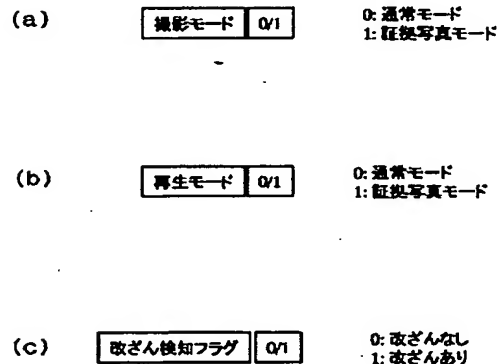 (a) 撮影モード 0/1 0: 通常モード
1: 証拠写真モード
(b) 再生モード 0/1 0: 通常モード
1: 証拠写真モード
(c) 改ざん検知フラグ 0/1 0: 改ざんなし
1: 改ざんあり